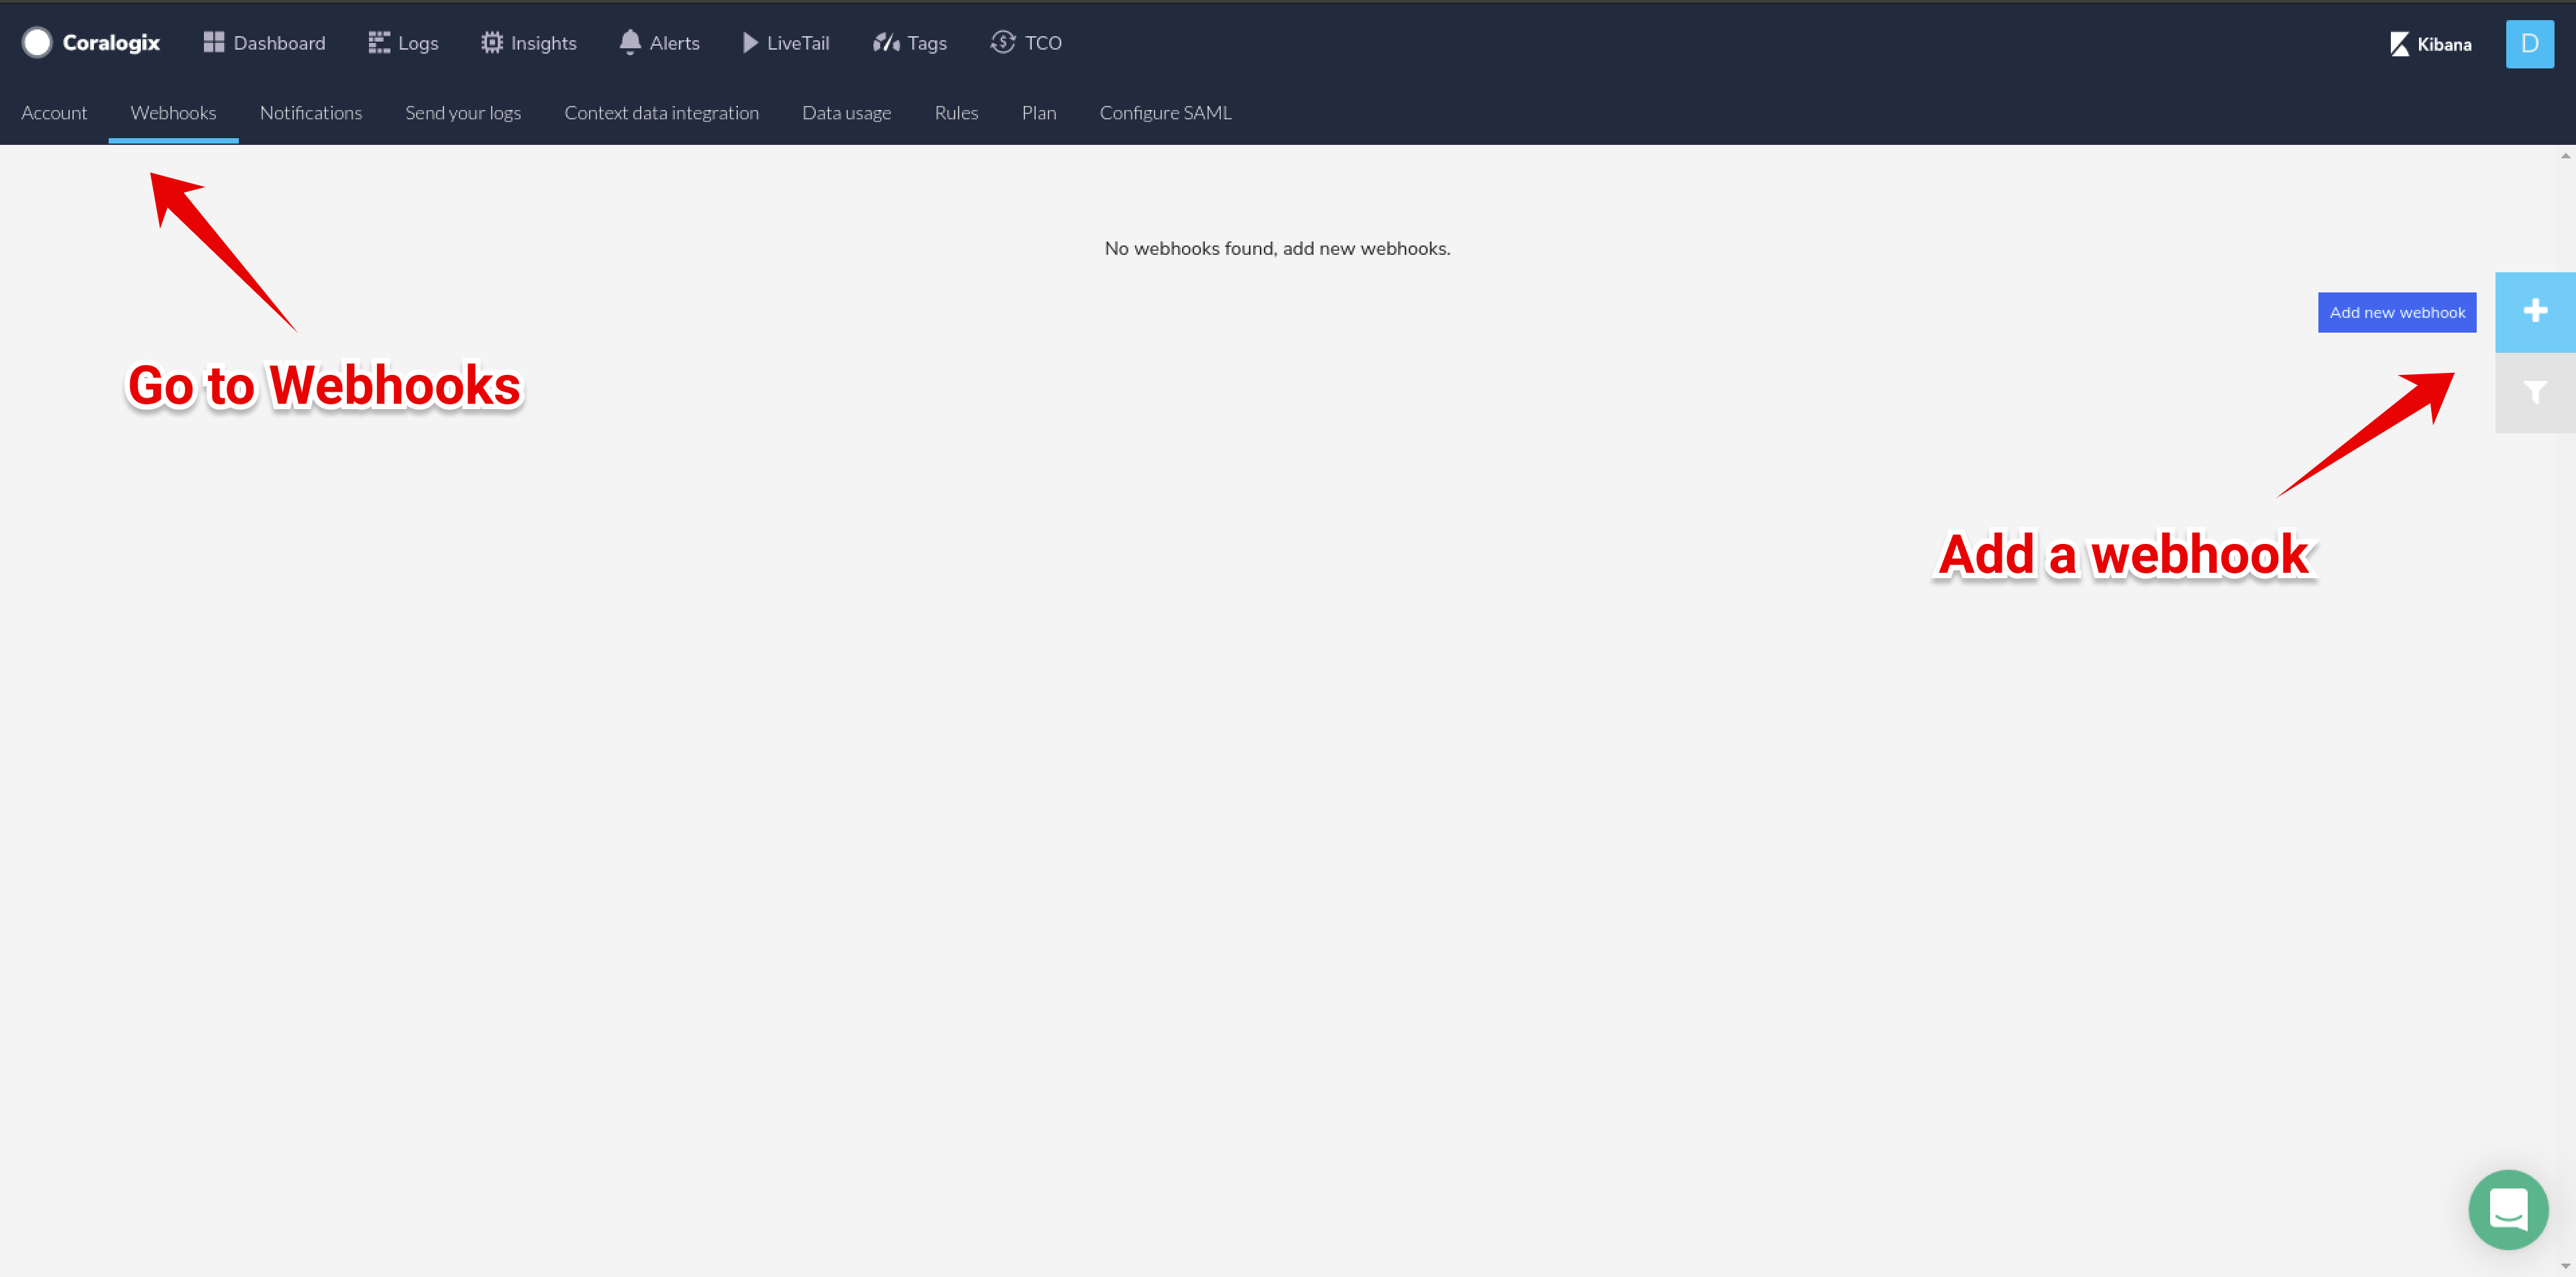 Coralogix Dashboard Logs Insights Alerts LiveTail Tags TCO Kibana D
Account Webhooks Notifications Send your logs Context data integration Data usage Rules Plan Configure SAML
No webhooks found, add new webhooks.
Add new webhook
Go to Webhooks
Add a webhook